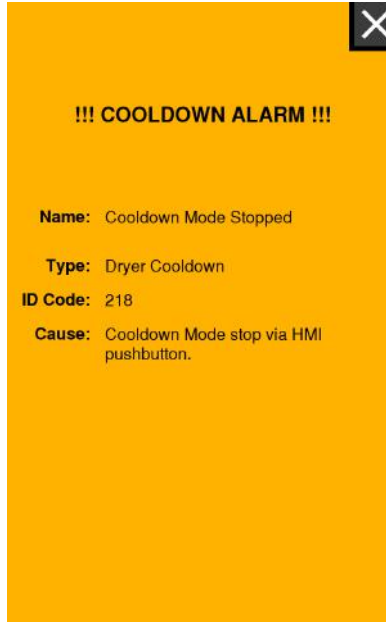 !!! COOLDOWN ALARM !!!
Name: Cooldown Mode Stopped
Type: Dryer Cooldown
ID Code: 218
Cause: Cooldown Mode stop via HMI
pushbutton.